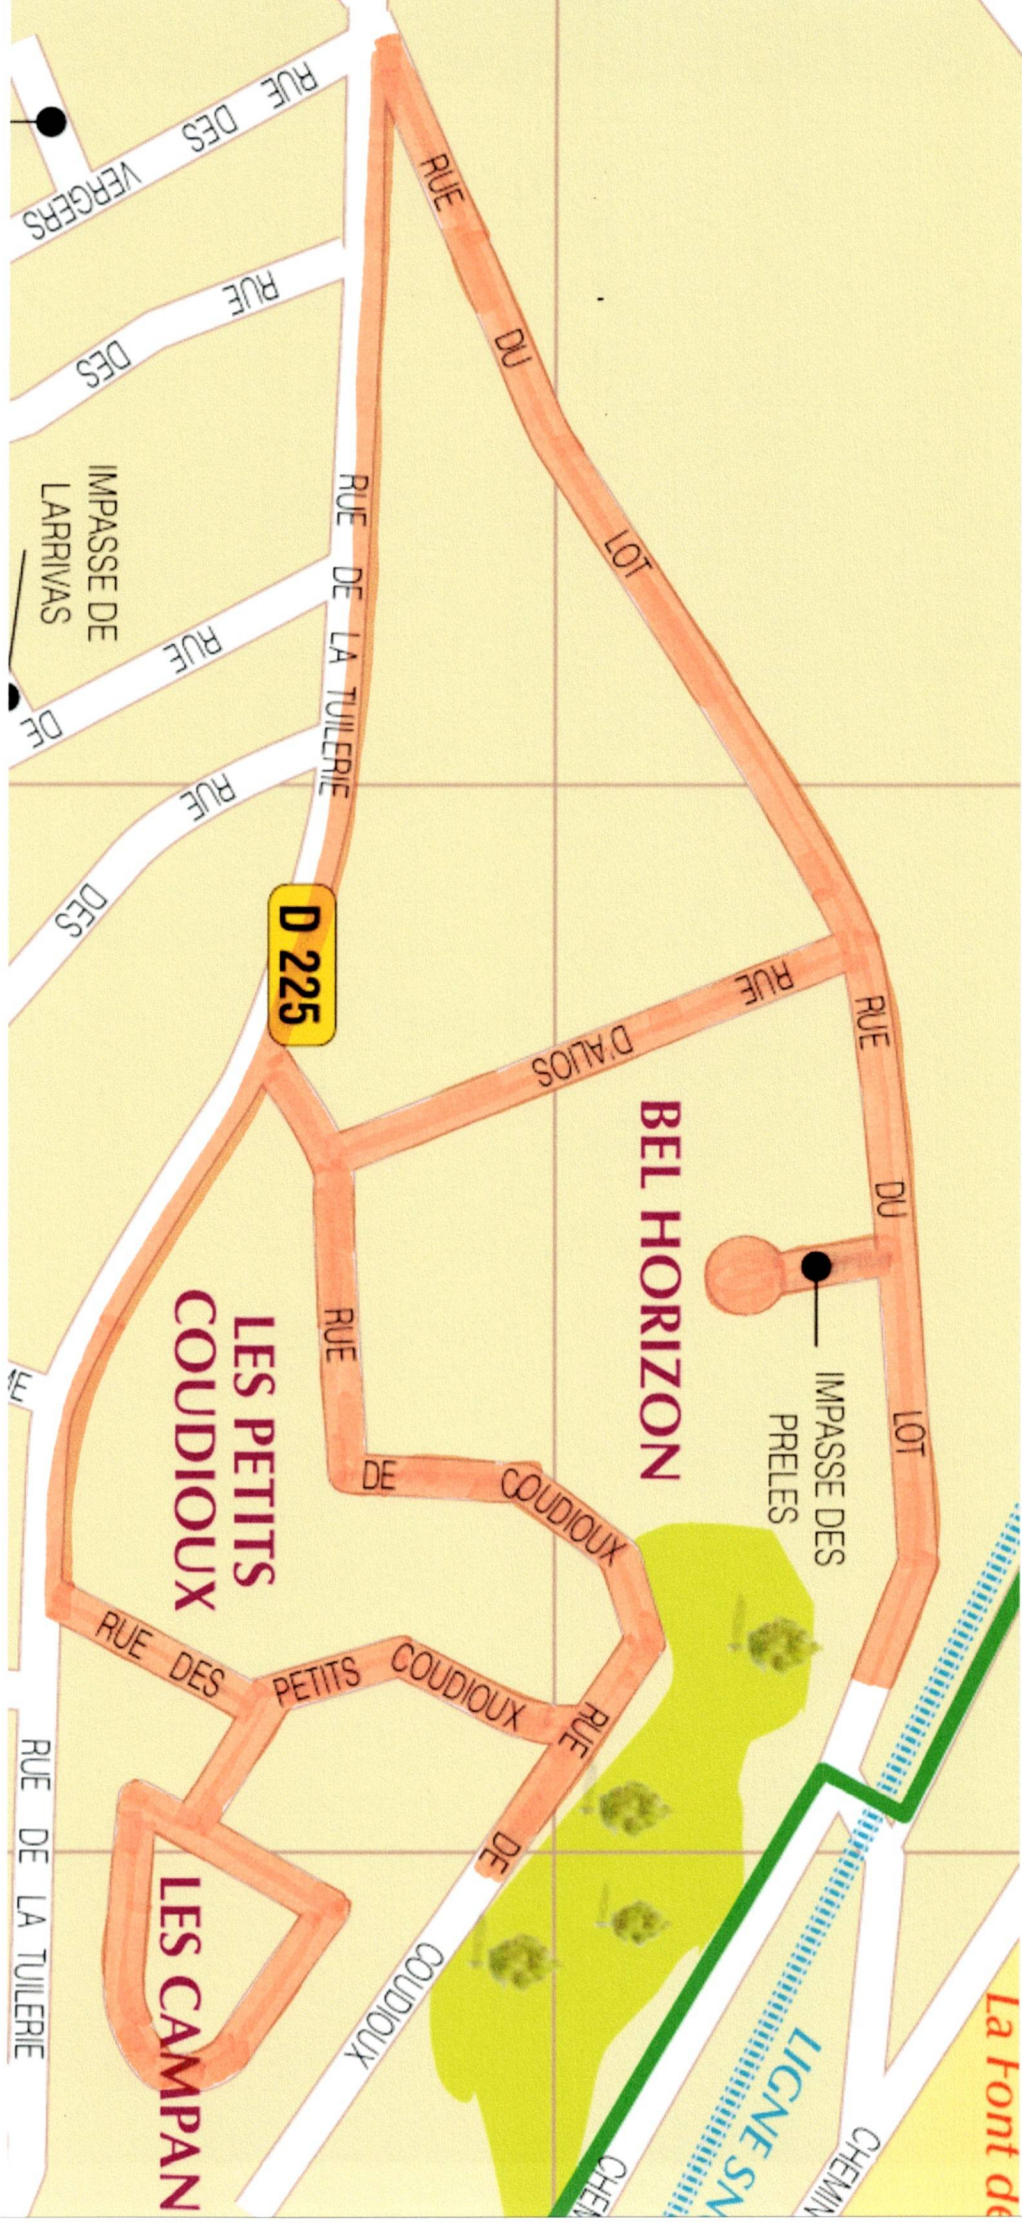 RUE DES VERGERS
RUE DES
IMPASSE DE
LARRIVAS
RUE DE
RUE DES
RUE DE LA TUILERIE
D 225
RUE DU LOT
RUE D'ALIOS
RUE DU LOT
BEL HORIZON
IMPASSE DES
PRELES
LES PETITS
COUDIOUX
RUE DE COUDIOUX
RUE DES PETITS COUDIOUX
RUE DE COUDIOUX
LES CAMPAN
RUE DE LA TUILERIE
LIGNE SN
CHEMIN
CHEM
La Font de